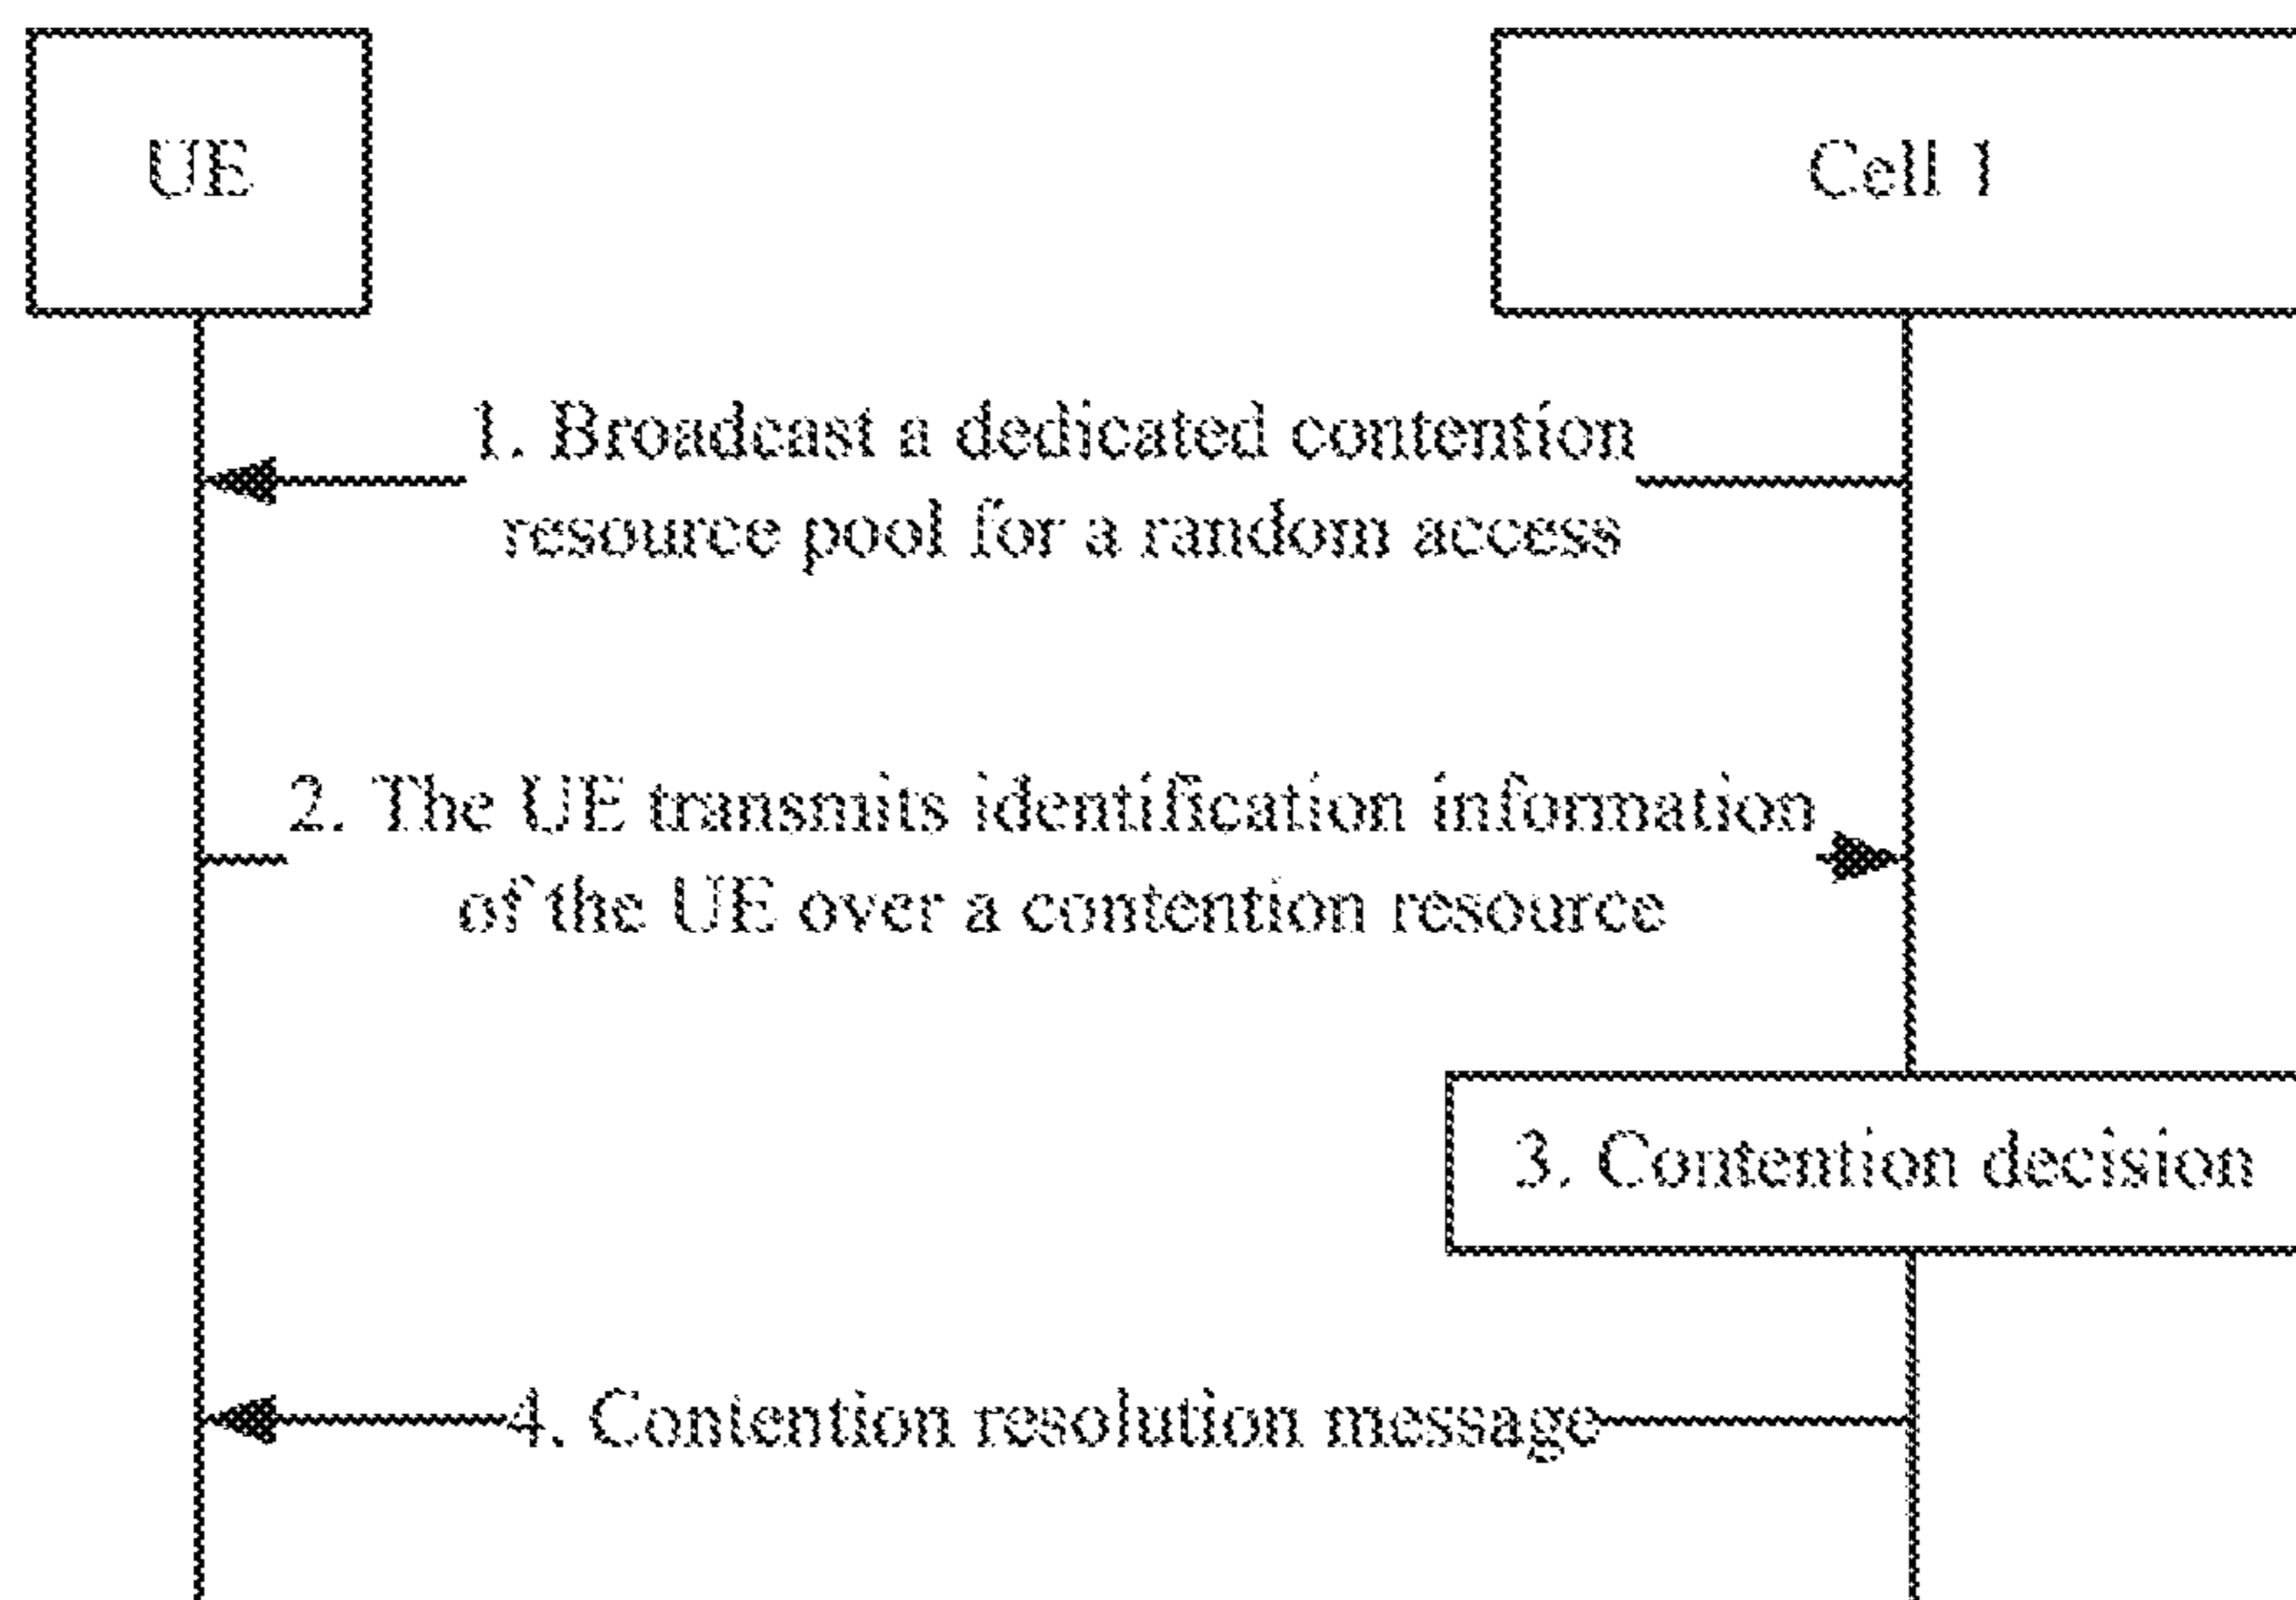 UE
Cell 1
1. Broadcast a dedicated contention
resource pool for a random access
2. The UE transmits identification information
of the UE over a contention resource
3. Contention decision
4. Contention resolution message